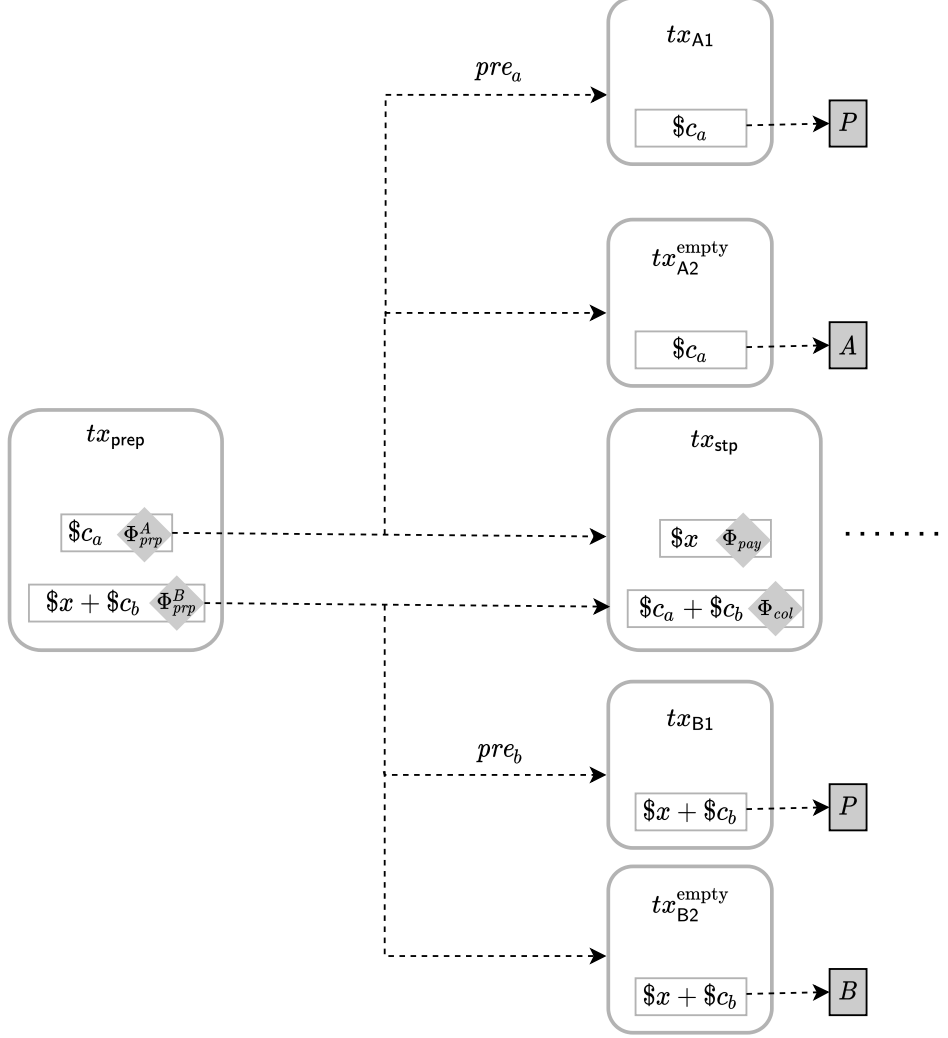 tx_A1
pre_a
$c_a
P
tx_A2^empty
$c_a
A
tx_prep
tx_stp
$c_a Φ_prp^A
$x Φ_pay
.......
$x + $c_b Φ_prp^B
$c_a + $c_b Φ_col
tx_B1
pre_b
$x + $c_b
P
tx_B2^empty
$x + $c_b
B